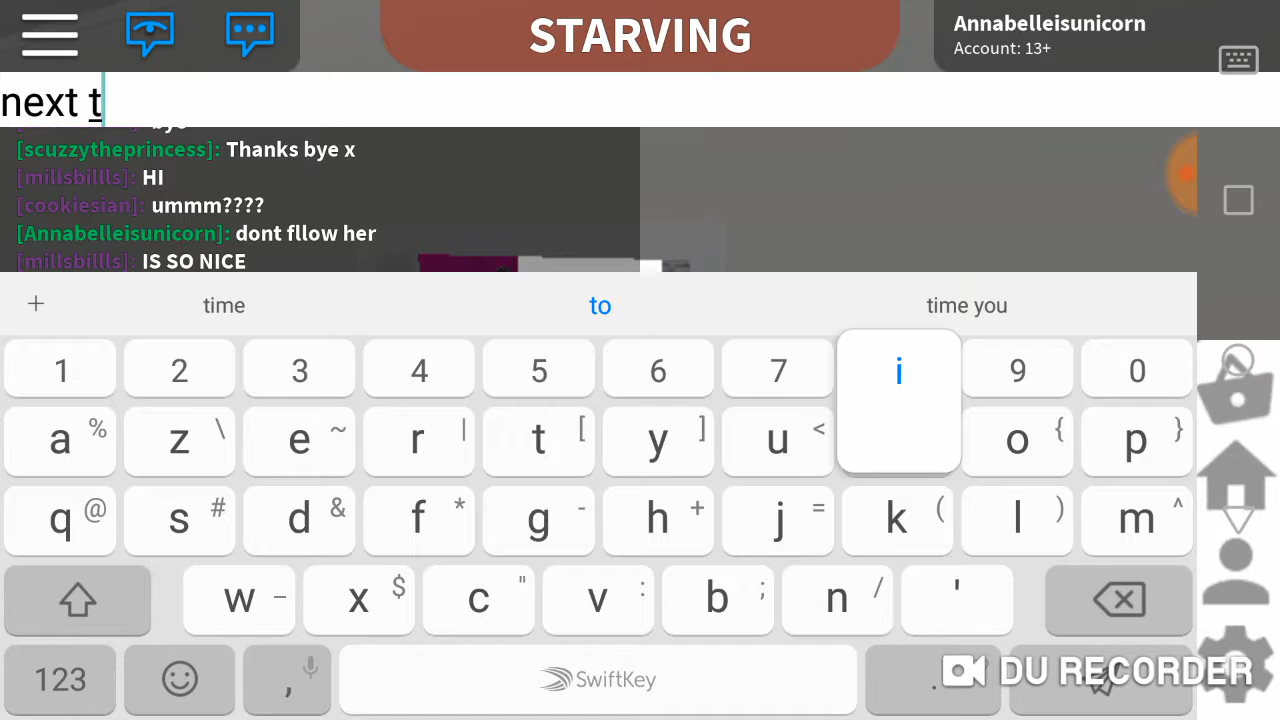 STARVING
Annabelleisunicorn
Account: 13+
next t
[scuzzytheprincess]: Thanks bye x
[millsbillls]: HI
[cookiesian]: ummm????
[Annabelleisunicorn]: dont fllow her
[millsbillls]: IS SO NICE
+ time to time you
1 2 3 4 5 6 7 i 9 0
a % z \ e ~ r | t [ y ] u < o { p }
q @ s # d & f * g - h + j = k ( l ) m ^
w _ x $ c " v : b ; n / '
123 , SwiftKey .
DU RECORDER